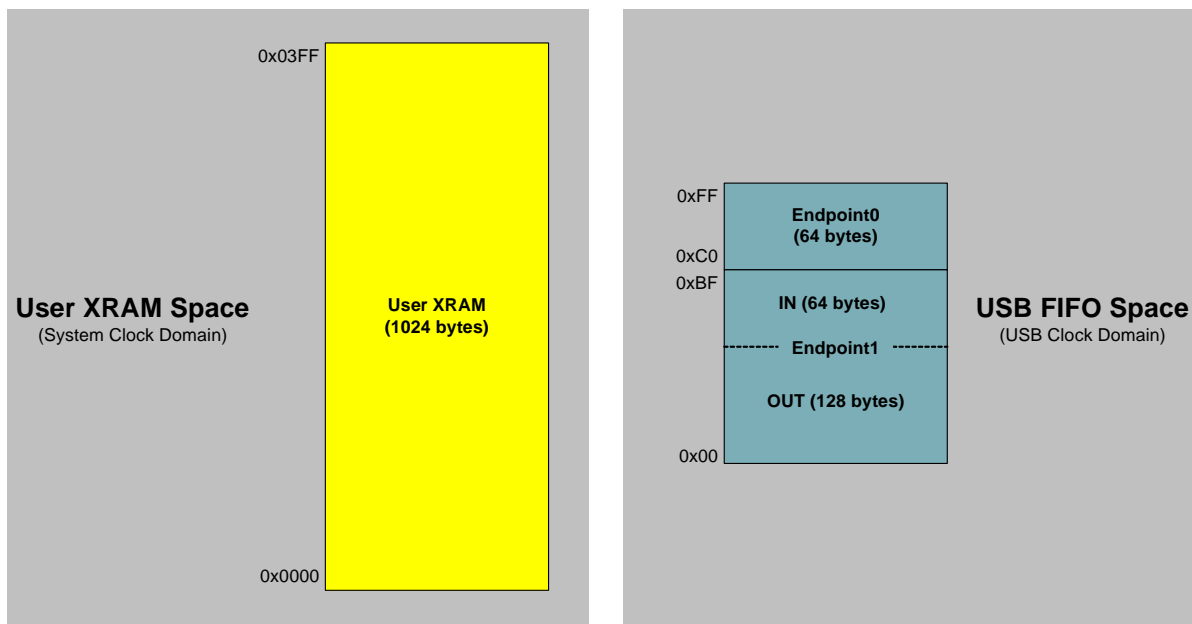 0x03FF
User XRAM Space
(System Clock Domain)
User XRAM
(1024 bytes)
0x0000
0xFF
Endpoint0
(64 bytes)
0xC0
0xBF
IN (64 bytes)
Endpoint1
OUT (128 bytes)
0x00
USB FIFO Space
(USB Clock Domain)